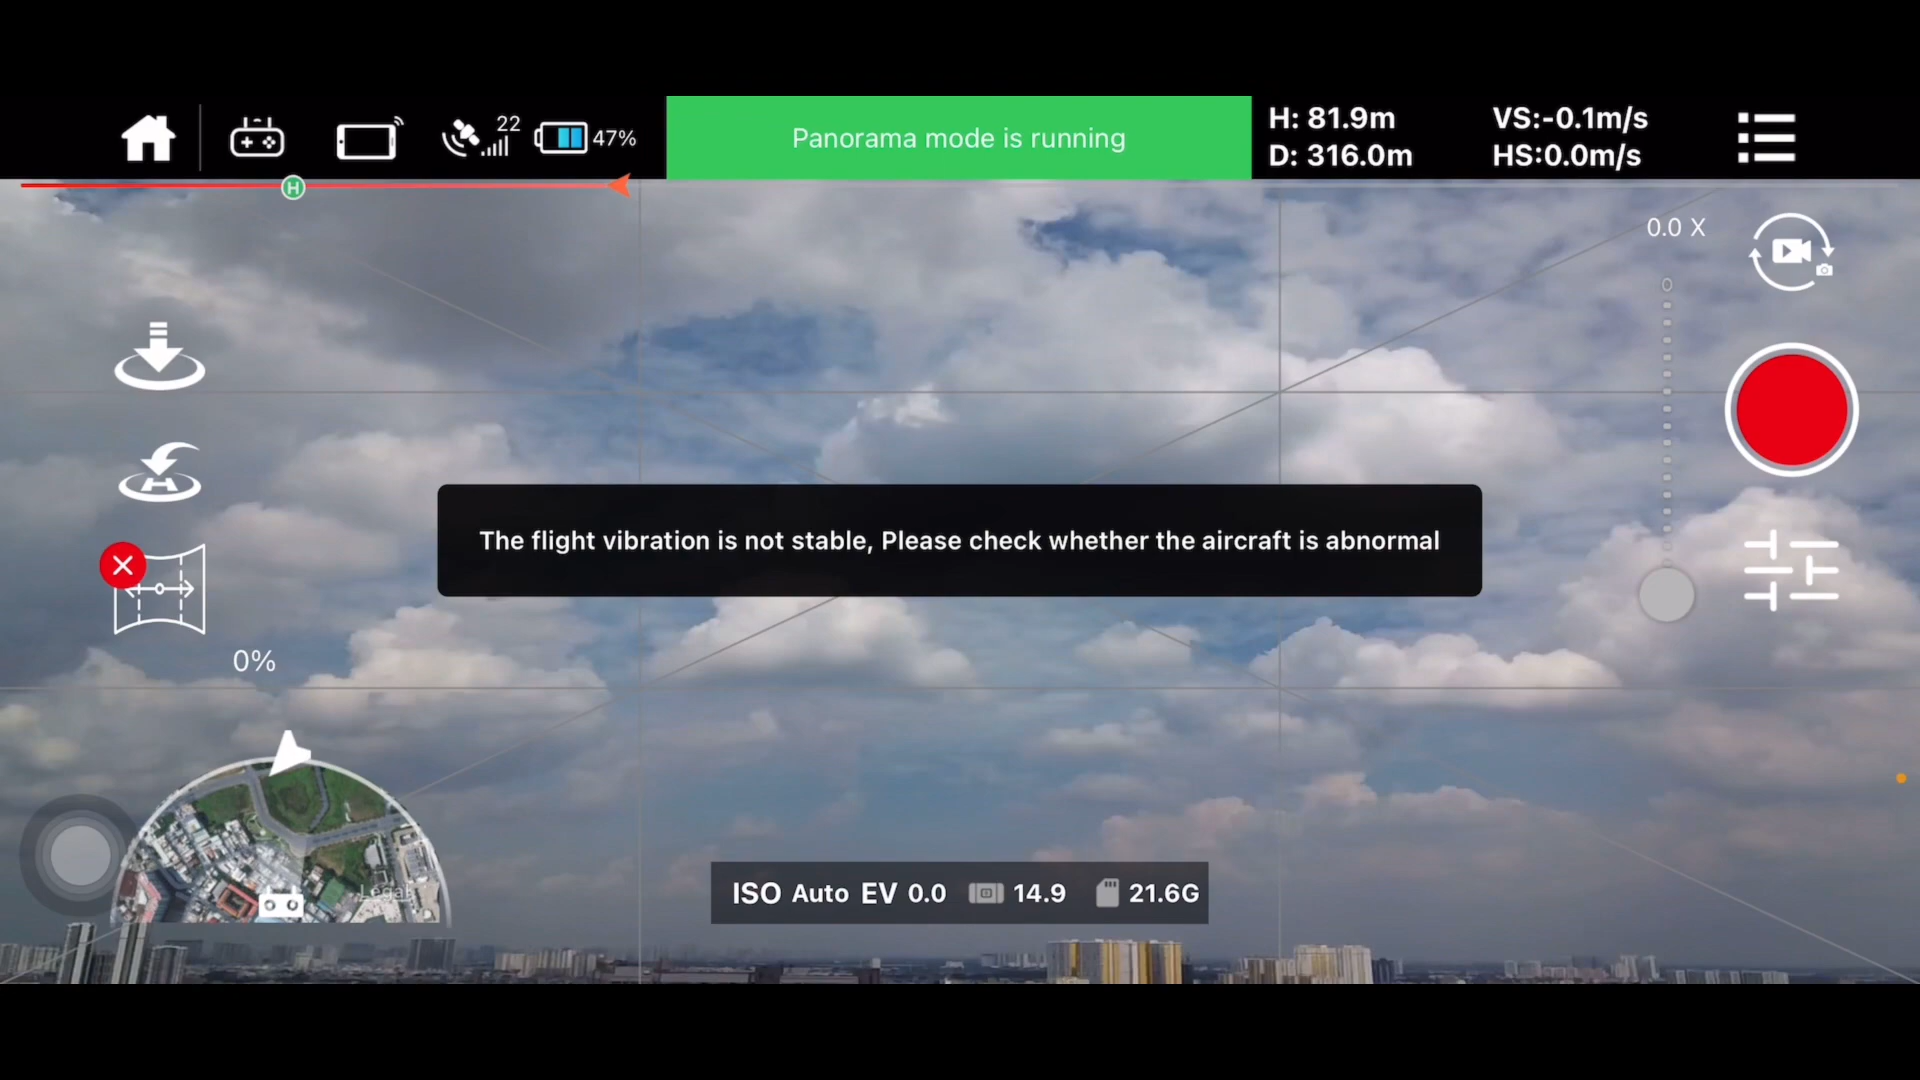 22
47%
Panorama mode is running
H: 81.9m
VS:-0.1m/s
D: 316.0m
HS:0.0m/s
H
0.0 X
The flight vibration is not stable, Please check whether the aircraft is abnormal
0%
Legal
ISO Auto EV 0.0 14.9 21.6G